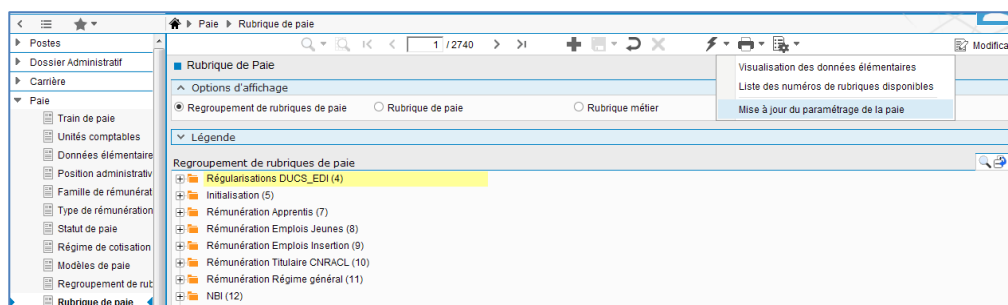 Paie Rubrique de paie
Postes
Dossier Administratif
Carrière
Paie
Train de paie
Unités comptables
Données élémentaire
Position administrativ
Famille de rémunérat
Type de rémunération
Statut de paie
Régime de cotisation
Modèles de paie
Regroupement de rub
Rubrique de paie
1 / 2740
Modifica
Rubrique de Paie
Visualisation des données élémentaires
Liste des numéros de rubriques disponibles
Mise à jour du paramétrage de la paie
Options d'affichage
Regroupement de rubriques de paie Rubrique de paie Rubrique métier
Légende
Regroupement de rubriques de paie
Régularisations DUCS_EDI (4)
Initialisation (5)
Rémunération Apprentis (7)
Rémunération Emplois Jeunes (8)
Rémunération Emplois Insertion (9)
Rémunération Titulaire CNRACL (10)
Rémunération Régime général (11)
NBI (12)